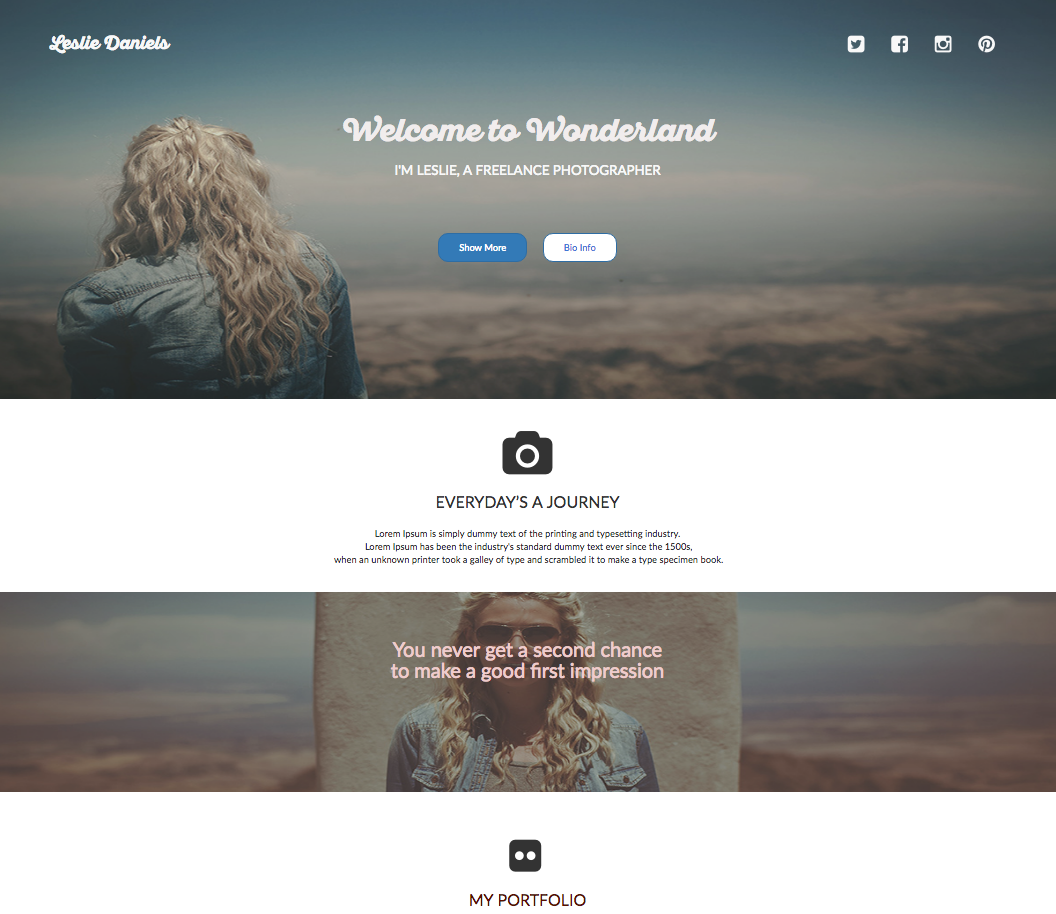 Leslie Daniels
Welcome to Wonderland
I'M LESLIE, A FREELANCE PHOTOGRAPHER
Show More
Bio Info
EVERYDAY'S A JOURNEY
Lorem Ipsum is simply dummy text of the printing and typesetting industry.
Lorem Ipsum has been the industry's standard dummy text ever since the 1500s,
when an unknown printer took a galley of type and scrambled it to make a type specimen book.
You never get a second chance
to make a good first impression
MY PORTFOLIO